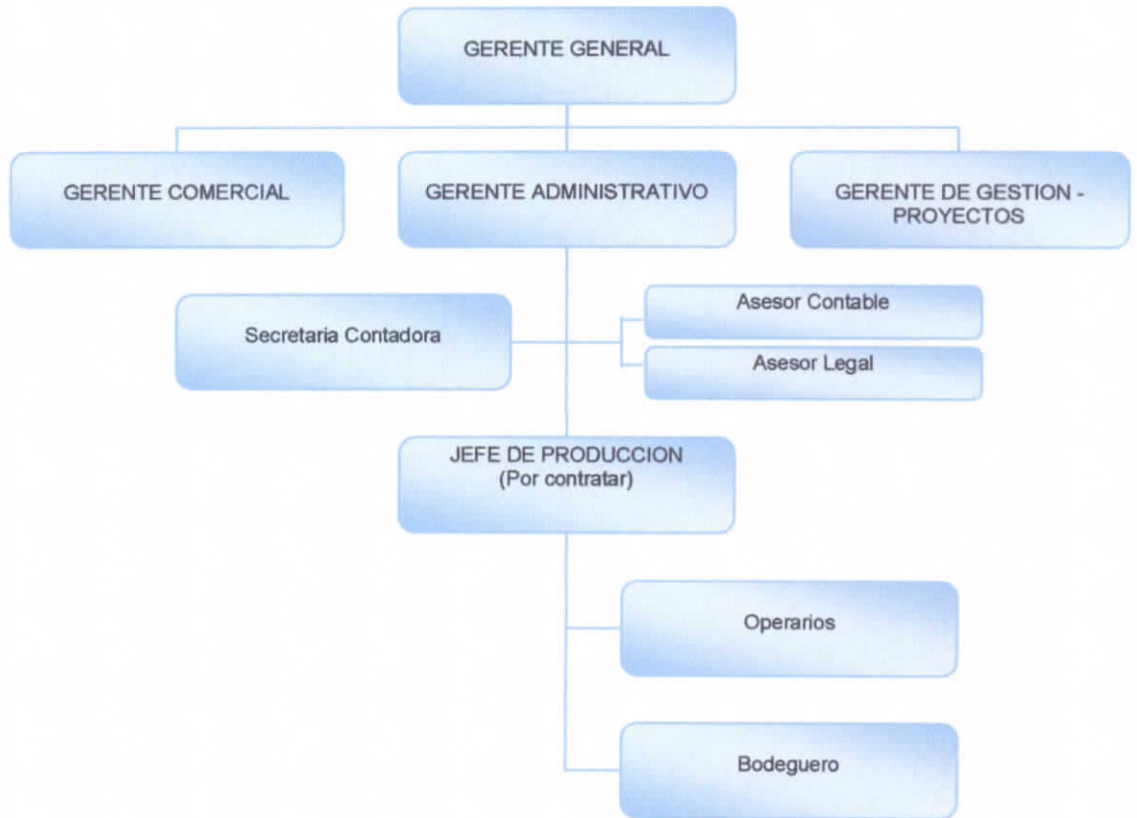 GERENTE GENERAL
GERENTE COMERCIAL
GERENTE ADMINISTRATIVO
GERENTE DE GESTION -
PROYECTOS
Secretaria Contadora
Asesor Contable
Asesor Legal
JEFE DE PRODUCCION
(Por contratar)
Operarios
Bodeguero